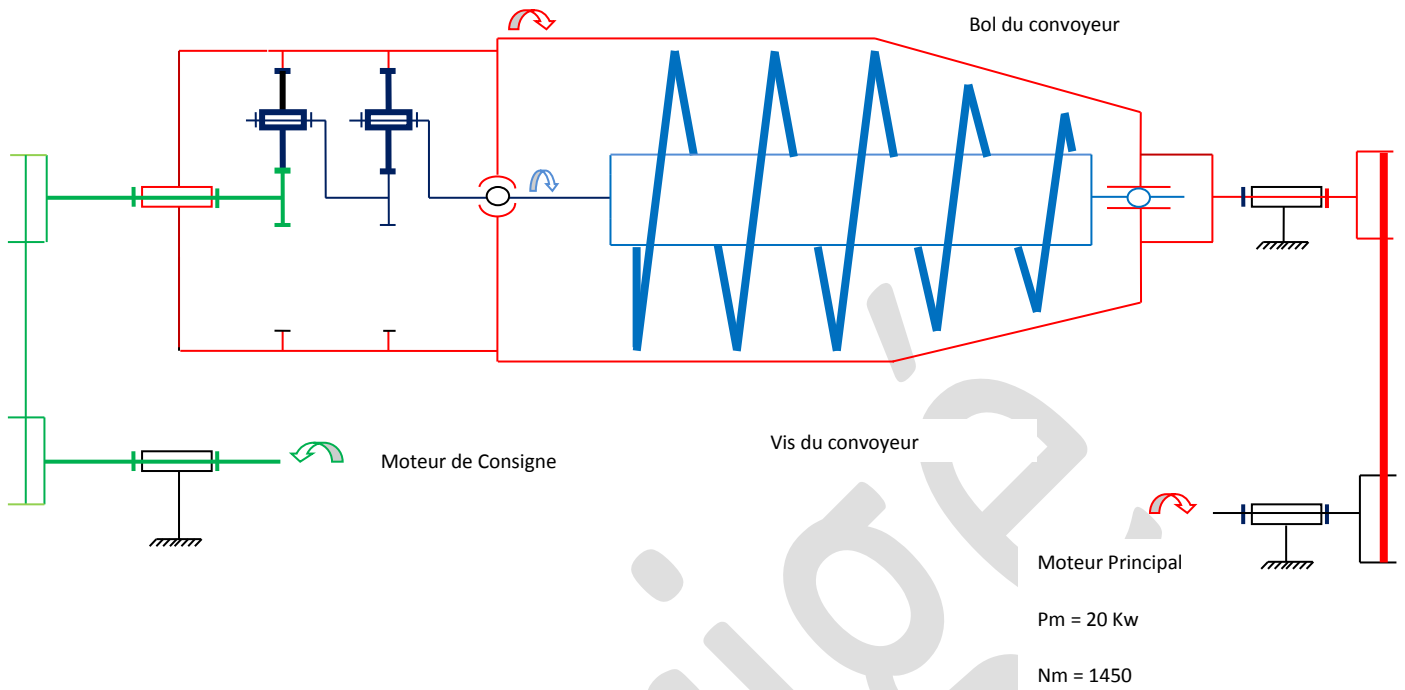 Bol du convoyeur
Vis du convoyeur
Moteur de Consigne
Moteur Principal
Pm = 20 Kw
Nm = 1450